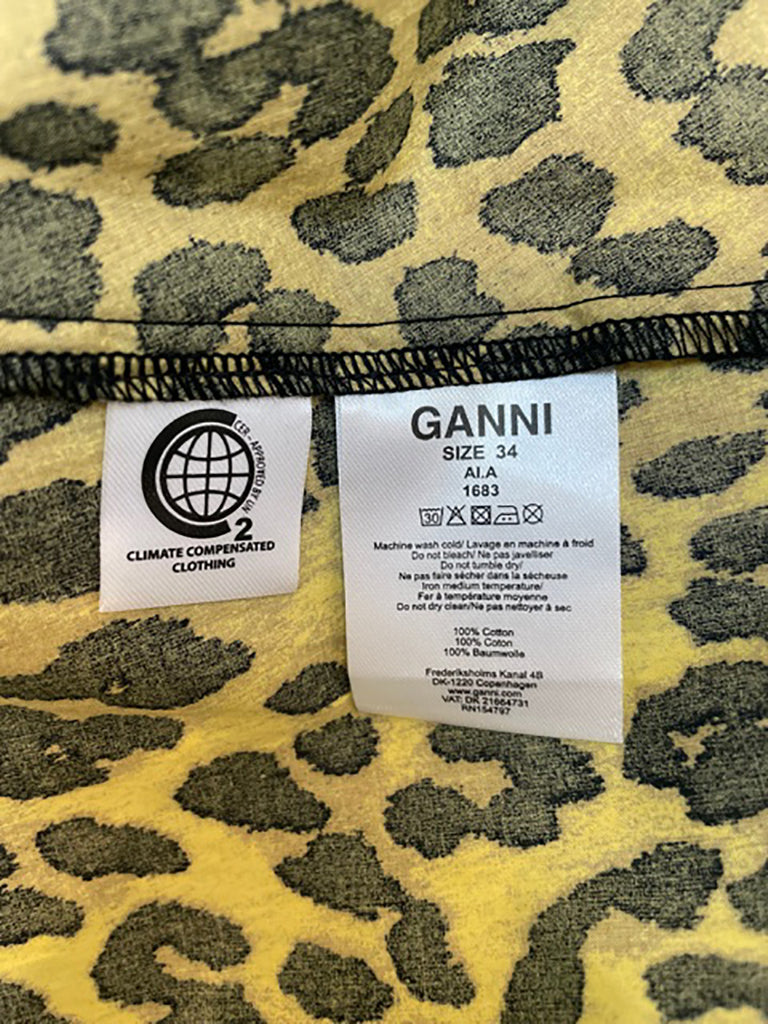 CER - APPROVED BY UN
2
CLIMATE COMPENSATED
CLOTHING
GANNI
SIZE 34
AI.A
1683
30
Machine wash cold/ Lavage en machine à froid
Do not bleach/ Ne pas javelliser
Do not tumble dry/
Ne pas faire sécher dans la sécheuse
Iron medium temperature/
Fer à température moyenne
Do not dry clean/Ne pas nettoyer à sec
100% Cotton
100% Coton
100% Baumwolle
Frederiksholms Kanal 4B
DK-1220 Copenhagen
www.ganni.com
VAT: DK 21664731
RN154797